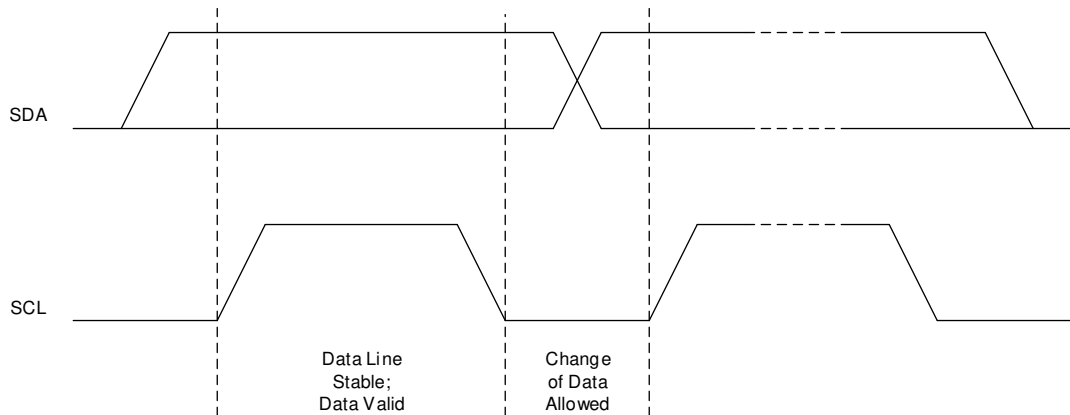 SDA
SCL
Data Line
Stable;
Data Valid
Change
of Data
Allowed